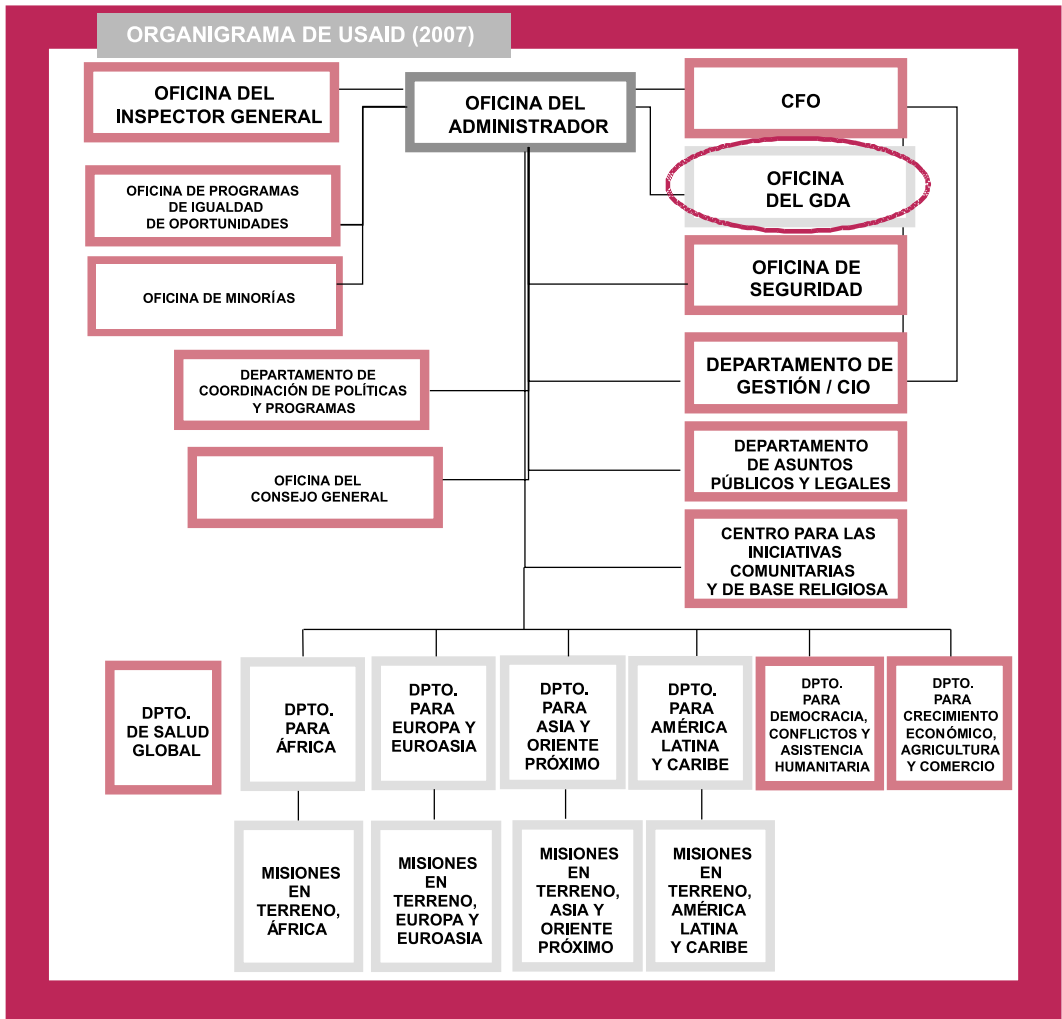 ORGANIGRAMA DE USAID (2007)
OFICINA DEL
INSPECTOR GENERAL
OFICINA DEL
ADMINISTRADOR
CFO
OFICINA DE PROGRAMAS
DE IGUALDAD
DE OPORTUNIDADES
OFICINA
DEL GDA
OFICINA DE MINORÍAS
OFICINA DE
SEGURIDAD
DEPARTAMENTO DE
COORDINACIÓN DE POLÍTICAS
Y PROGRAMAS
DEPARTAMENTO DE
GESTIÓN / CIO
OFICINA DEL
CONSEJO GENERAL
DEPARTAMENTO
DE ASUNTOS
PÚBLICOS Y LEGALES
CENTRO PARA LAS
INICIATIVAS
COMUNITARIAS
Y DE BASE RELIGIOSA
DPTO.
DE SALUD
GLOBAL
DPTO.
PARA
ÁFRICA
DPTO.
PARA
EUROPA Y
EUROASIA
DPTO.
PARA
ASIA Y
ORIENTE
PRÓXIMO
DPTO.
PARA
AMÉRICA
LATINA
Y CARIBE
DPTO.
PARA
DEMOCRACIA,
CONFLICTOS Y
ASISTENCIA
HUMANITARIA
DPTO.
PARA
CRECIMIENTO
ECONÓMICO,
AGRICULTURA
Y COMERCIO
MISIONES
EN
TERRENO,
ÁFRICA
MISIONES
EN
TERRENO,
EUROPA Y
EUROASIA
MISIONES
EN
TERRENO,
ASIA Y
ORIENTE
PRÓXIMO
MISIONES
EN
TERRENO,
AMÉRICA
LATINA
Y CARIBE